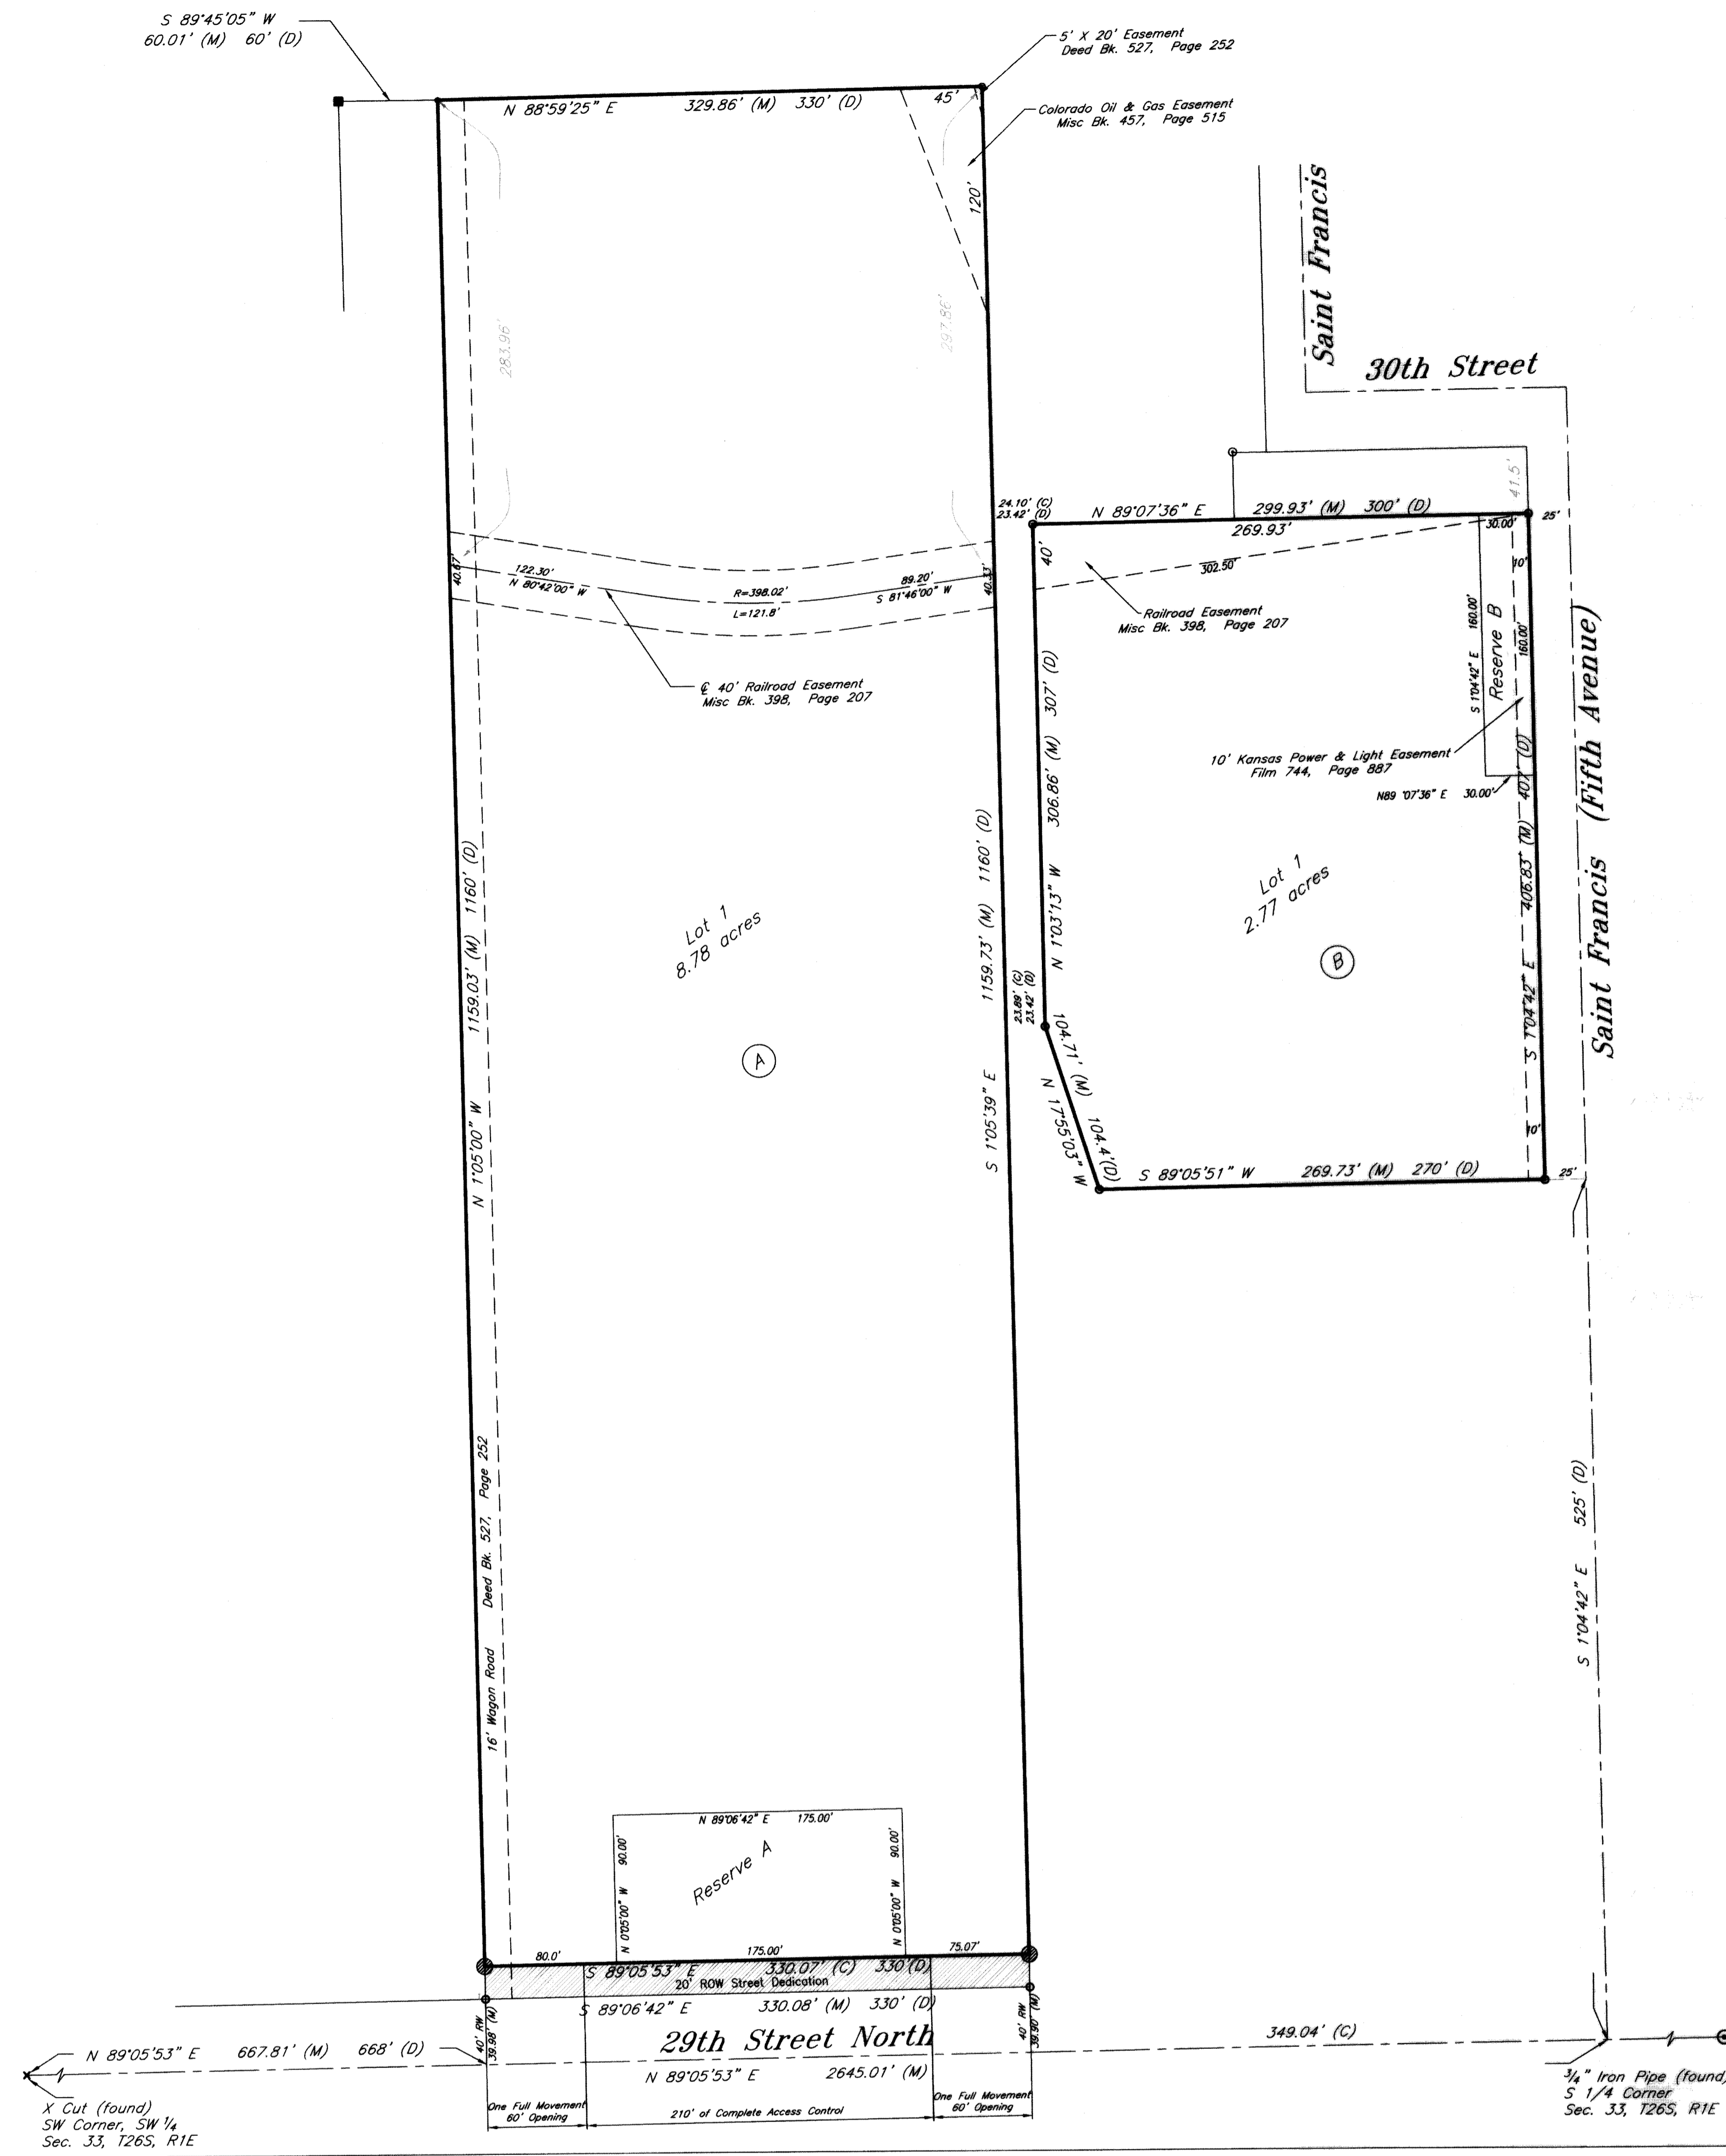 S 89°45'05" W
60.01' (M) 60' (D)
5' X 20' Easement
Deed Bk. 527, Page 252
N 88°59'25" E 329.86' (M) 330' (D) 45'
Colorado Oil & Gas Easement
Misc Bk. 457, Page 515
120'
283.96'
297.86'
Saint Francis
30th Street
41.5'
24.10' (C)
23.42' (D)
N 89°07'36" E 299.93' (M) 300' (D)
269.93'
30.00'
25'
40'
302.50'
10'
40.67'
122.30'
N 80°42'00" W
R=398.02'
L=121.8'
89.20'
S 81°46'00" W
40.33'
Railroad Easement
Misc Bk. 398, Page 207
℄ 40' Railroad Easement
Misc Bk. 398, Page 207
S 1°04'42" E 160.00'
Reserve B
160.00'
10' Kansas Power & Light Easement
Film 744, Page 887
N89 °07'36" E 30.00'
N 1°03'13" W 306.86' (M) 307' (D)
S 1°04'42" E 406.83' (M) 407' (D)
Saint Francis (Fifth Avenue)
N 1°05'00" W 1159.03' (M) 1160' (D)
S 1°05'39" E 1159.73' (M) 1160' (D)
Lot 1
8.78 acres
A
Lot 1
2.77 acres
B
23.89' (C)
23.42' (D)
104.71' (M) 104.4'(D)
N 17°55'03" W
10'
S 89°05'51" W 269.73' (M) 270' (D)
25'
S 1°04'42" E 525' (D)
16' Wagon Road Deed Bk. 527, Page 252
N 89°06'42" E 175.00'
N 0°05'00" W 90.00'
Reserve A
N 0°05'00" W 90.00'
80.0'
175.00'
75.07'
S 89°05'53" E 330.07' (C) 330'(D)
20' ROW Street Dedication
S 89°06'42" E 330.08' (M) 330' (D)
40' RW
39.98' (M)
40' RW
39.90' (M)
29th Street North
349.04' (C)
N 89°05'53" E 667.81' (M) 668' (D)
N 89°05'53" E 2645.01' (M)
One Full Movement
60' Opening
210' of Complete Access Control
One Full Movement
60' Opening
X Cut (found)
SW Corner, SW 1/4
Sec. 33, T26S, R1E
3/4" Iron Pipe (found)
S 1/4 Corner
Sec. 33, T26S, R1E